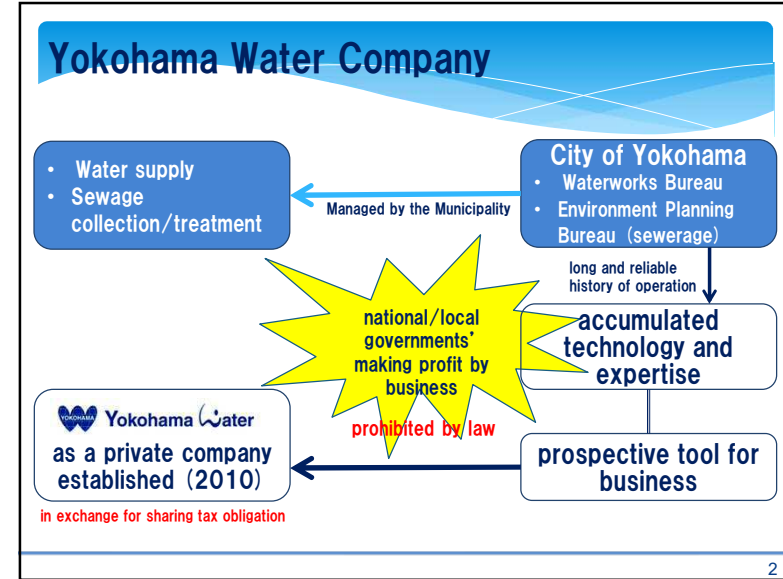 Yokohama Water Company
• Water supply
• Sewage
collection/treatment
Managed by the Municipality
City of Yokohama
• Waterworks Bureau
• Environment Planning
Bureau (sewerage)
long and reliable
history of operation
national/local
governments'
making profit by
business
prohibited by law
accumulated
technology and
expertise
YOKOHAMA Yokohama Water
as a private company
established (2010)
in exchange for sharing tax obligation
prospective tool for
business
2